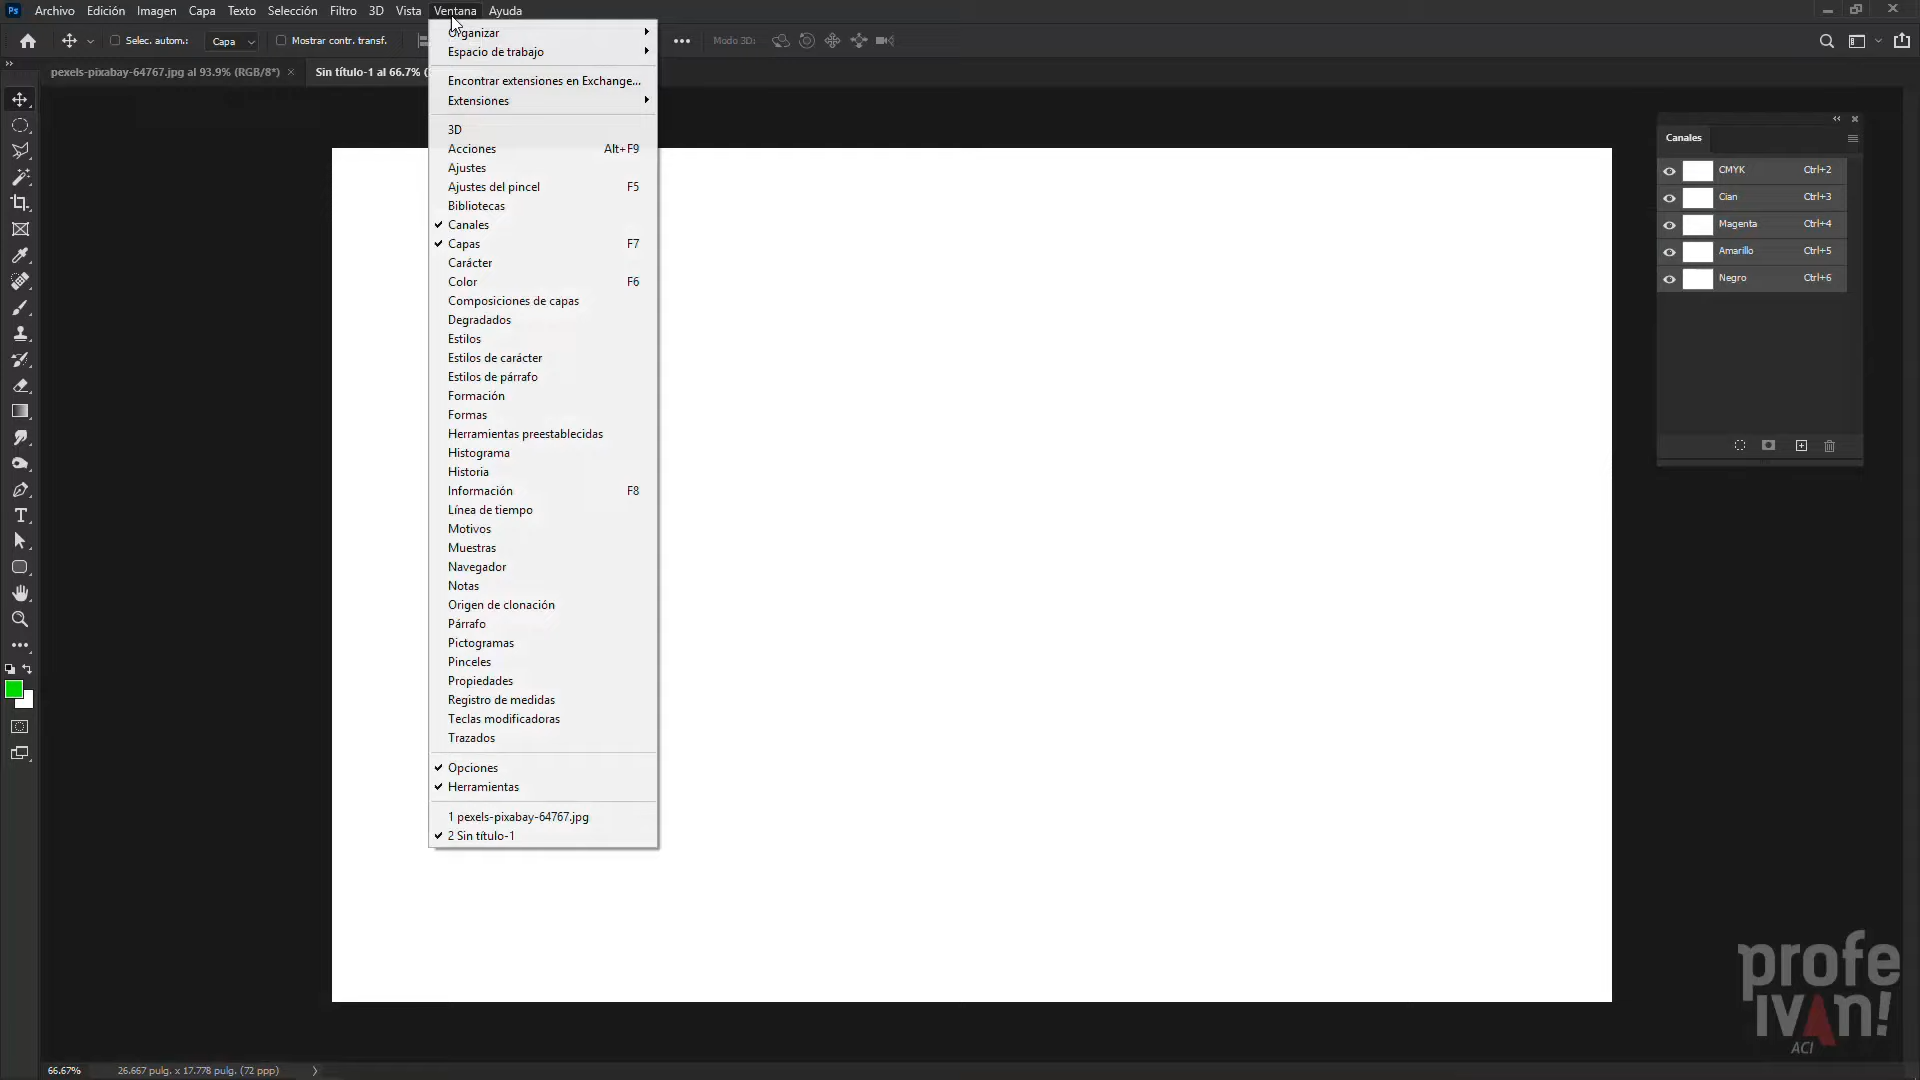 Ps Archivo Edición Imagen Capa Texto Selección Filtro 3D Vista Ventana Ayuda
Selec. autom.: Capa Mostrar contr. transf. Modo 3D:
pexels-pixabay-64767.jpg al 93.9% (RGB/8*) Sin título-1 al 66.7%
Organizar
Espacio de trabajo
Encontrar extensiones en Exchange...
Extensiones
3D
Acciones Alt+F9
Ajustes
Ajustes del pincel F5
Bibliotecas
Canales
Capas F7
Carácter
Color F6
Composiciones de capas
Degradados
Estilos
Estilos de carácter
Estilos de párrafo
Formación
Formas
Herramientas preestablecidas
Histograma
Historia
Información F8
Línea de tiempo
Motivos
Muestras
Navegador
Notas
Origen de clonación
Párrafo
Pictogramas
Pinceles
Propiedades
Registro de medidas
Teclas modificadoras
Trazados
Opciones
Herramientas
1 pexels-pixabay-64767.jpg
2 Sin título-1
Canales
CMYK Ctrl+2
Cian Ctrl+3
Magenta Ctrl+4
Amarillo Ctrl+5
Negro Ctrl+6
profe
IVAN!
ACI
66.67% 26.667 pulg. x 17.778 pulg. (72 ppp)